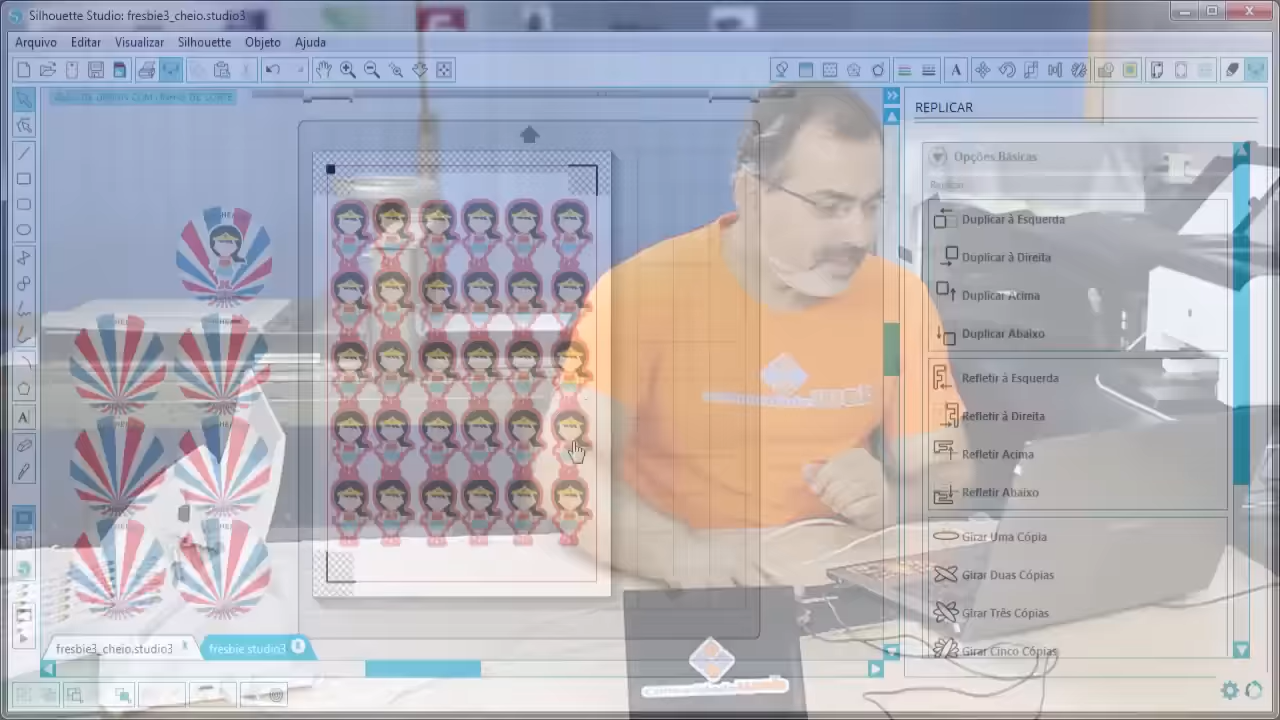 Silhouette Studio: fresbie3_cheio.studio3
Arquivo Editar Visualizar Silhouette Objeto Ajuda
REPLICAR
Opções Básicas
Replicar
Duplicar à Esquerda
Duplicar à Direita
Duplicar Acima
Duplicar Abaixo
Refletir à Esquerda
Refletir à Direita
Refletir Acima
Refletir Abaixo
Girar Uma Cópia
Girar Duas Cópias
Girar Três Cópias
Girar Cinco Cópias
fresbie3_cheio.studio3
fresbie.studio3